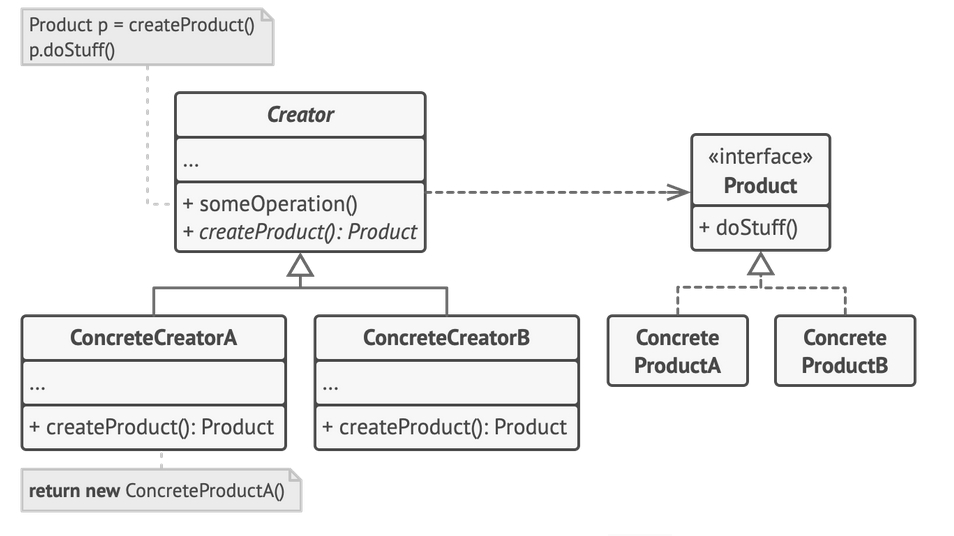 Product p = createProduct()
p.doStuff()
Creator
...
+ someOperation()
+ createProduct(): Product
«interface»
Product
+ doStuff()
ConcreteCreatorA
...
+ createProduct(): Product
ConcreteCreatorB
...
+ createProduct(): Product
Concrete
ProductA
Concrete
ProductB
return new ConcreteProductA()